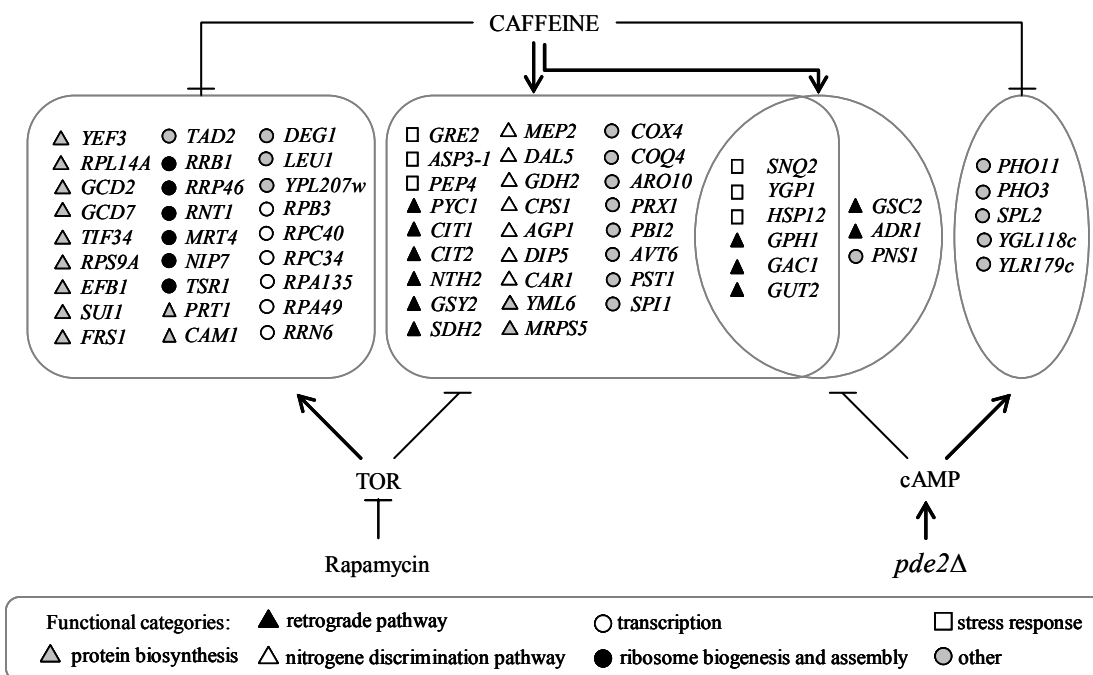 CAFFEINE
YEF3
RPL14A
GCD2
GCD7
TIF34
RPS9A
EFB1
SUI1
FRS1
TAD2
RRB1
RRP46
RNT1
MRT4
NIP7
TSR1
PRT1
CAM1
DEG1
LEU1
YPL207w
RPB3
RPC40
RPC34
RPA135
RPA49
RRN6
GRE2
ASP3-1
PEP4
PYC1
CIT1
CIT2
NTH2
GSY2
SDH2
MEP2
DAL5
GDH2
CPS1
AGP1
DIP5
CAR1
YML6
MRPS5
COX4
COQ4
ARO10
PRX1
PBI2
AVT6
PST1
SPI1
SNQ2
YGP1
HSP12
GPH1
GAC1
GUT2
GSC2
ADR1
PNS1
PHO11
PHO3
SPL2
YGL118c
YLR179c
TOR
cAMP
Rapamycin
pde2Δ
Functional categories:
retrograde pathway
transcription
stress response
protein biosynthesis
nitrogene discrimination pathway
ribosome biogenesis and assembly
other